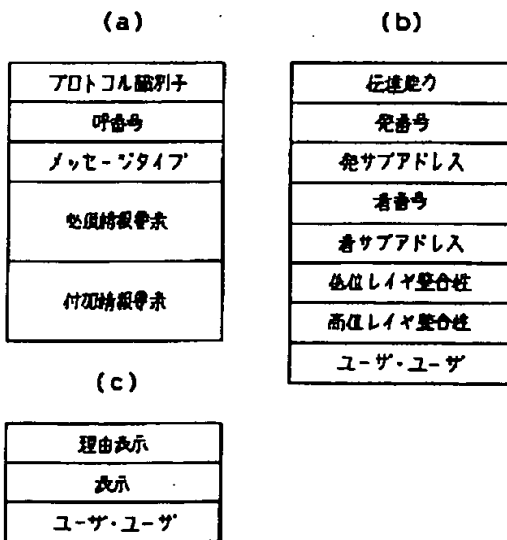 (a)
プロトコル識別子
呼番号
メッセージタイプ
必須情報要素
付加情報要素
(b)
伝達能力
発番号
発サブアドレス
着番号
着サブアドレス
低位レイヤ整合性
高位レイヤ整合性
ユーザ・ユーザ
(c)
理由表示
表示
ユーザ・ユーザ